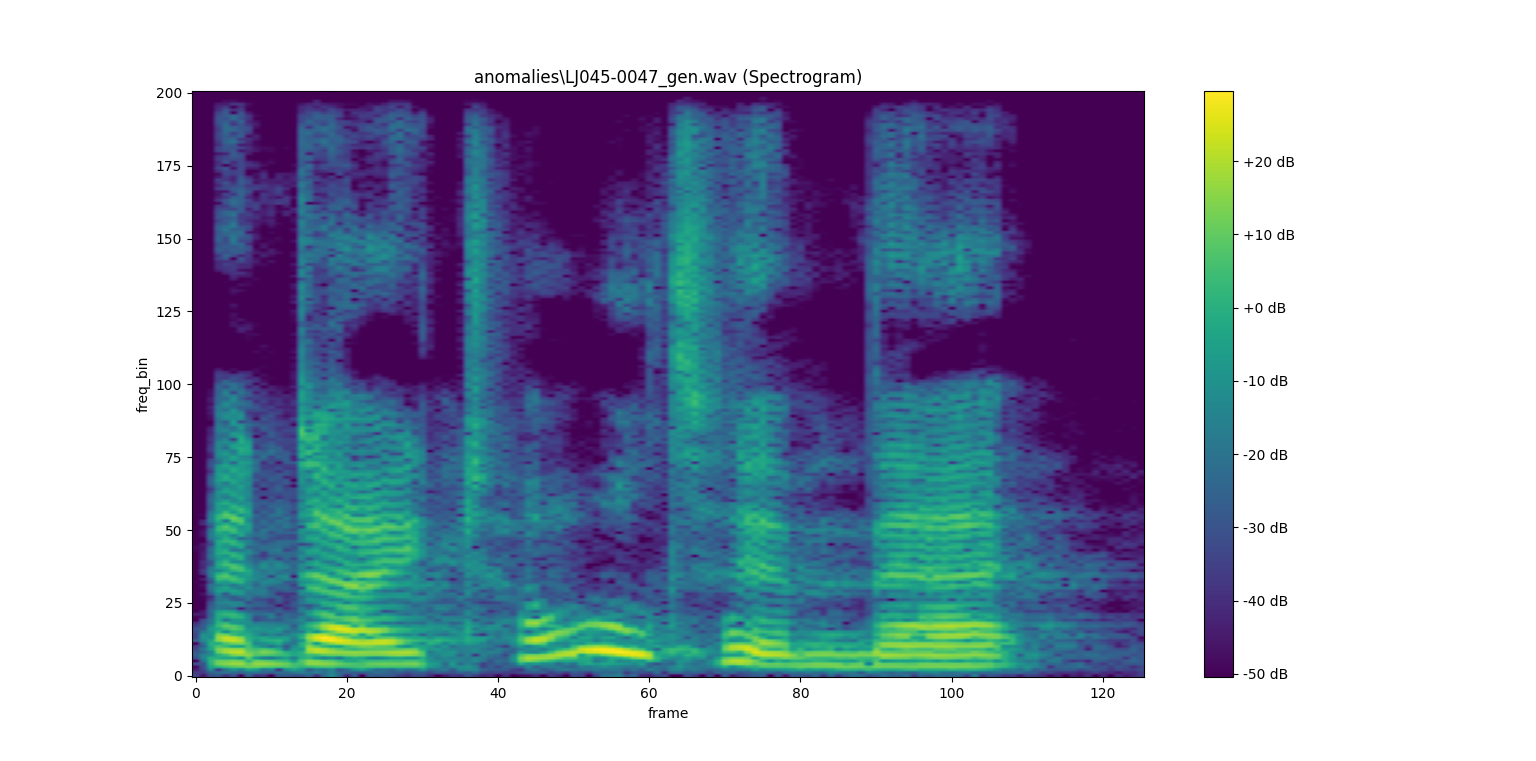 anomalies\LJ045-0047_gen.wav (Spectrogram)
freq_bin
200
175
150
125
100
75
50
25
0
0 20 40 60 80 100 120
frame
+20 dB
+10 dB
+0 dB
-10 dB
-20 dB
-30 dB
-40 dB
-50 dB